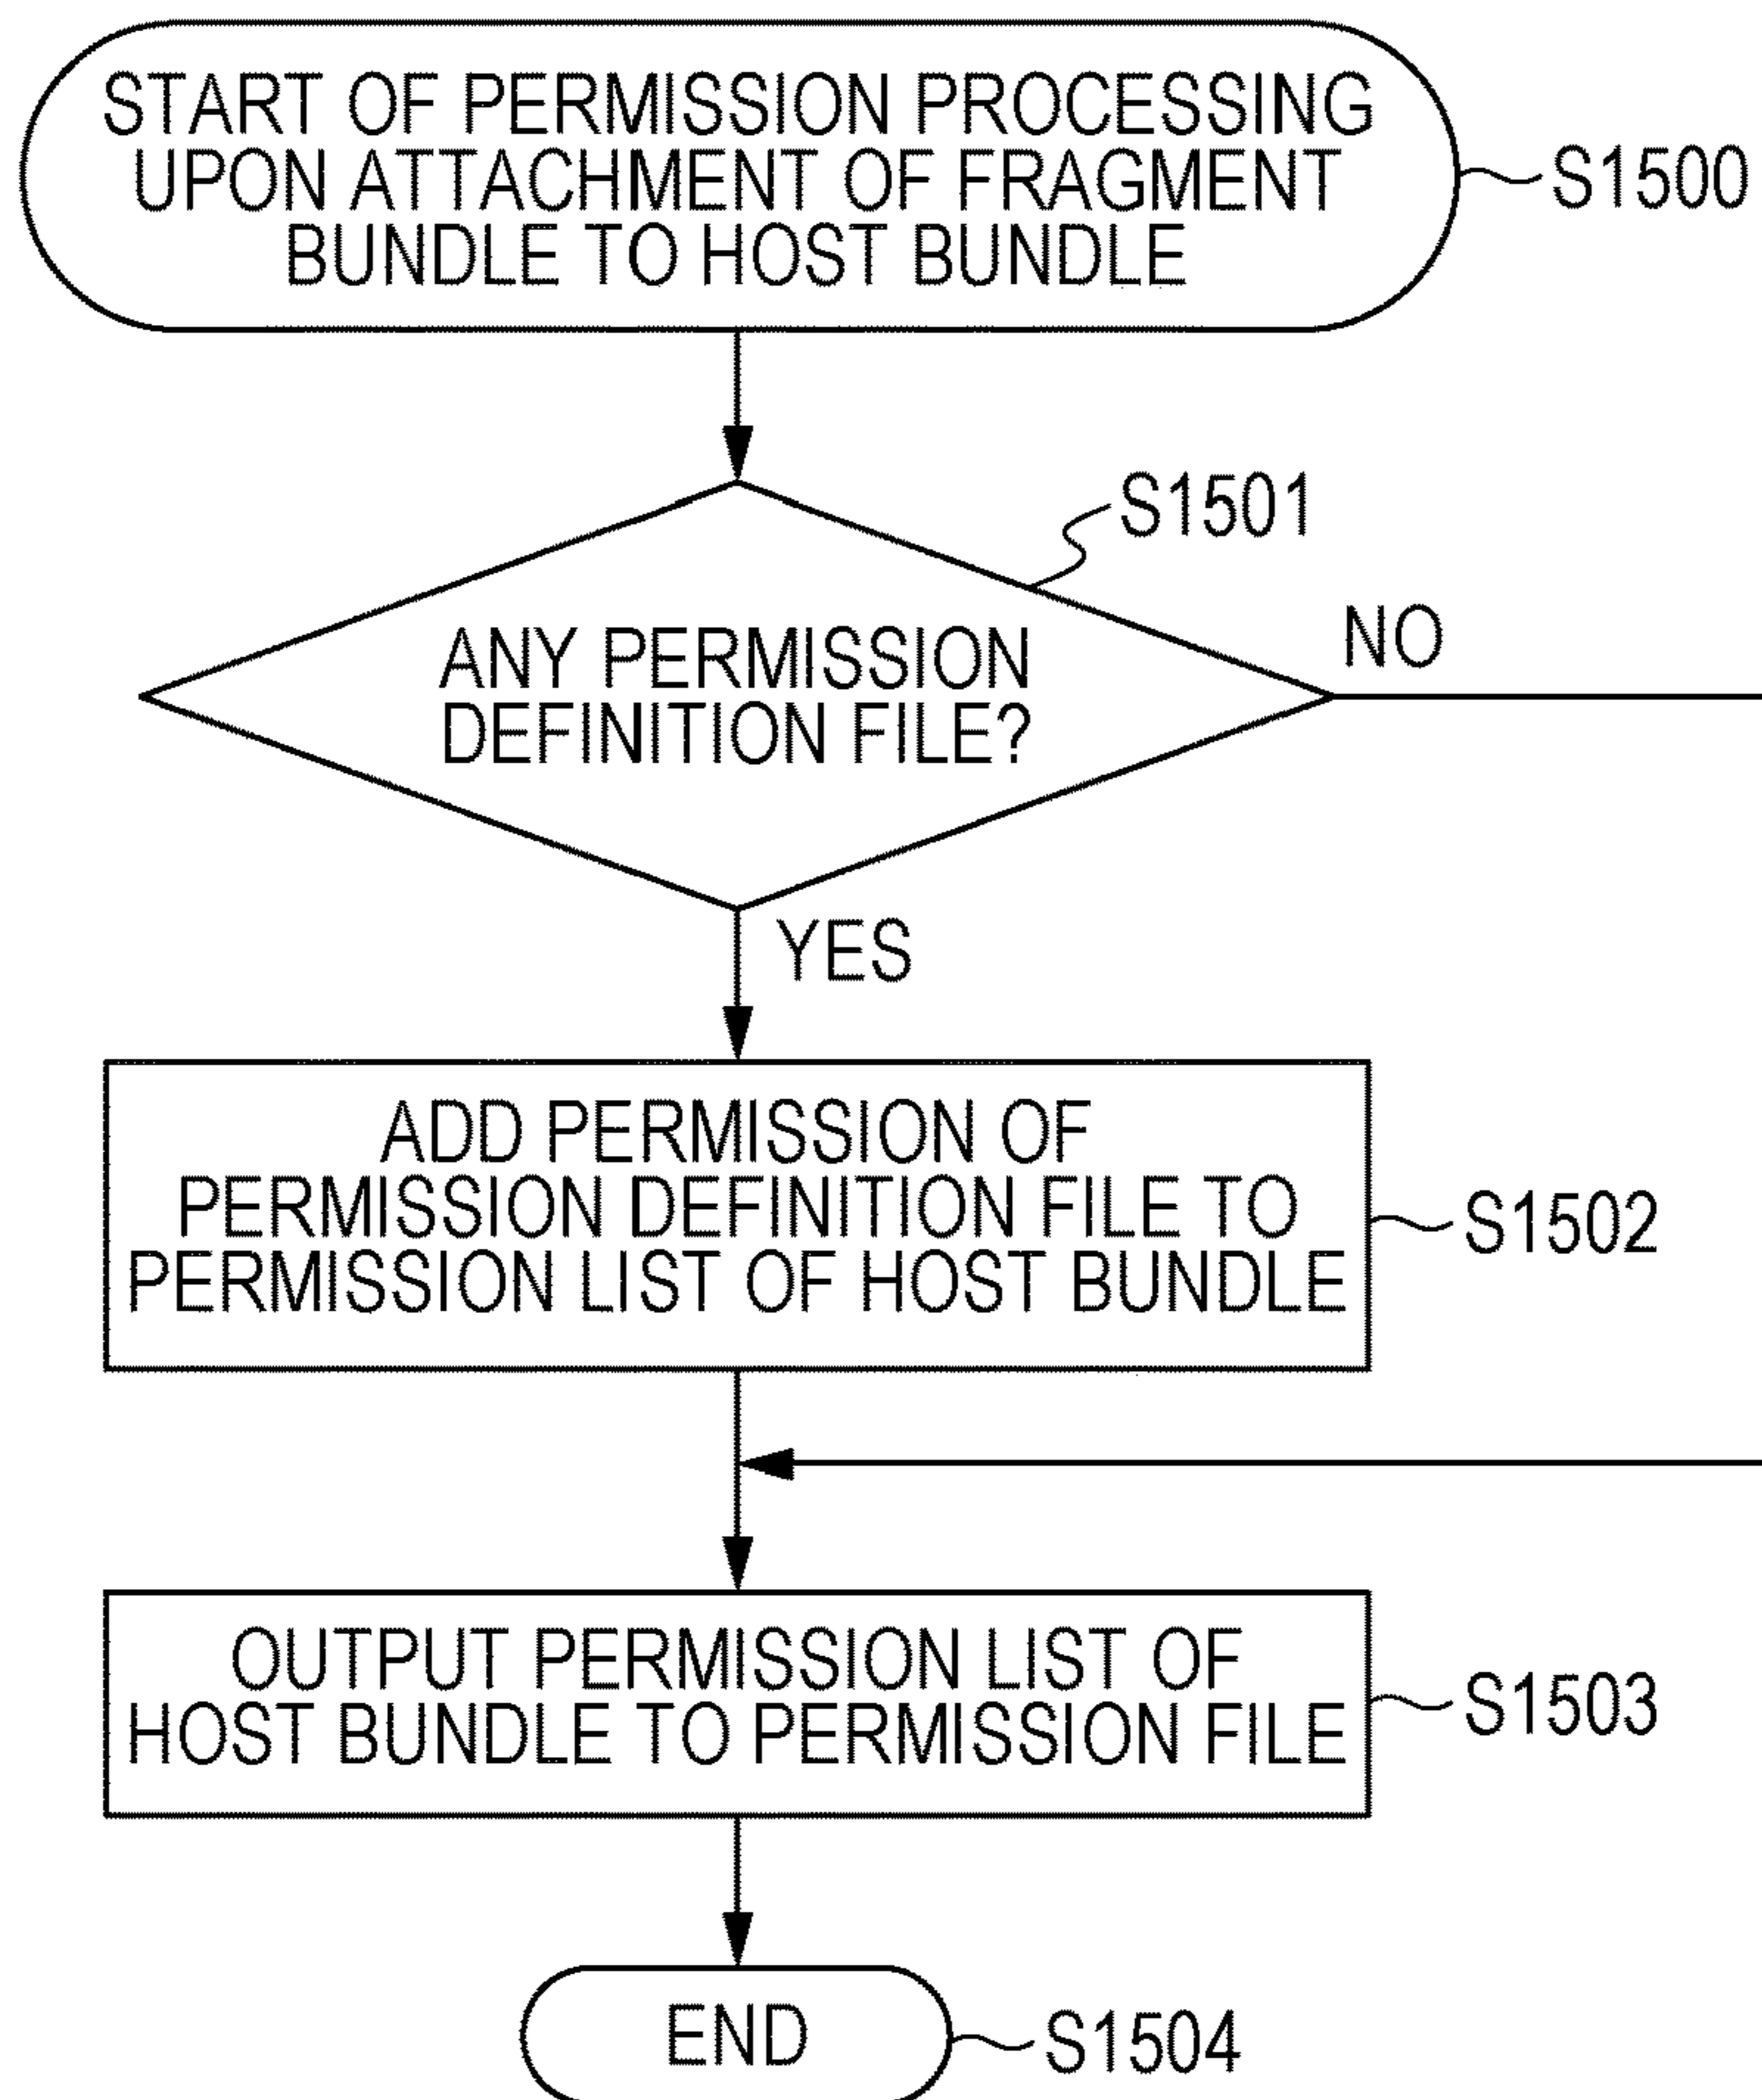 START OF PERMISSION PROCESSING
UPON ATTACHMENT OF FRAGMENT
BUNDLE TO HOST BUNDLE
S1500
S1501
ANY PERMISSION
DEFINITION FILE?
NO
YES
ADD PERMISSION OF
PERMISSION DEFINITION FILE TO
PERMISSION LIST OF HOST BUNDLE
S1502
OUTPUT PERMISSION LIST OF
HOST BUNDLE TO PERMISSION FILE
S1503
END
S1504